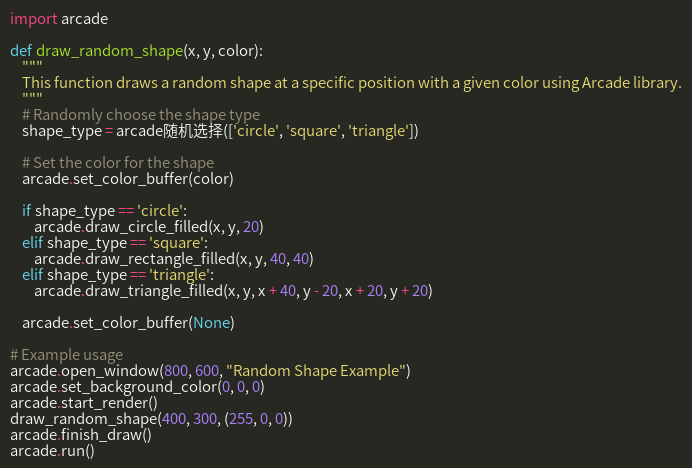 import arcade

def draw_random_shape(x, y, color):
    """
    This function draws a random shape at a specific position with a given color using Arcade library.
    """
    # Randomly choose the shape type
    shape_type = arcade随机选择(['circle', 'square', 'triangle'])

    # Set the color for the shape
    arcade.set_color_buffer(color)

    if shape_type == 'circle':
        arcade.draw_circle_filled(x, y, 20)
    elif shape_type == 'square':
        arcade.draw_rectangle_filled(x, y, 40, 40)
    elif shape_type == 'triangle':
        arcade.draw_triangle_filled(x, y, x + 40, y - 20, x + 20, y + 20)

    arcade.set_color_buffer(None)

# Example usage
arcade.open_window(800, 600, "Random Shape Example")
arcade.set_background_color(0, 0, 0)
arcade.start_render()
draw_random_shape(400, 300, (255, 0, 0))
arcade.finish_draw()
arcade.run()